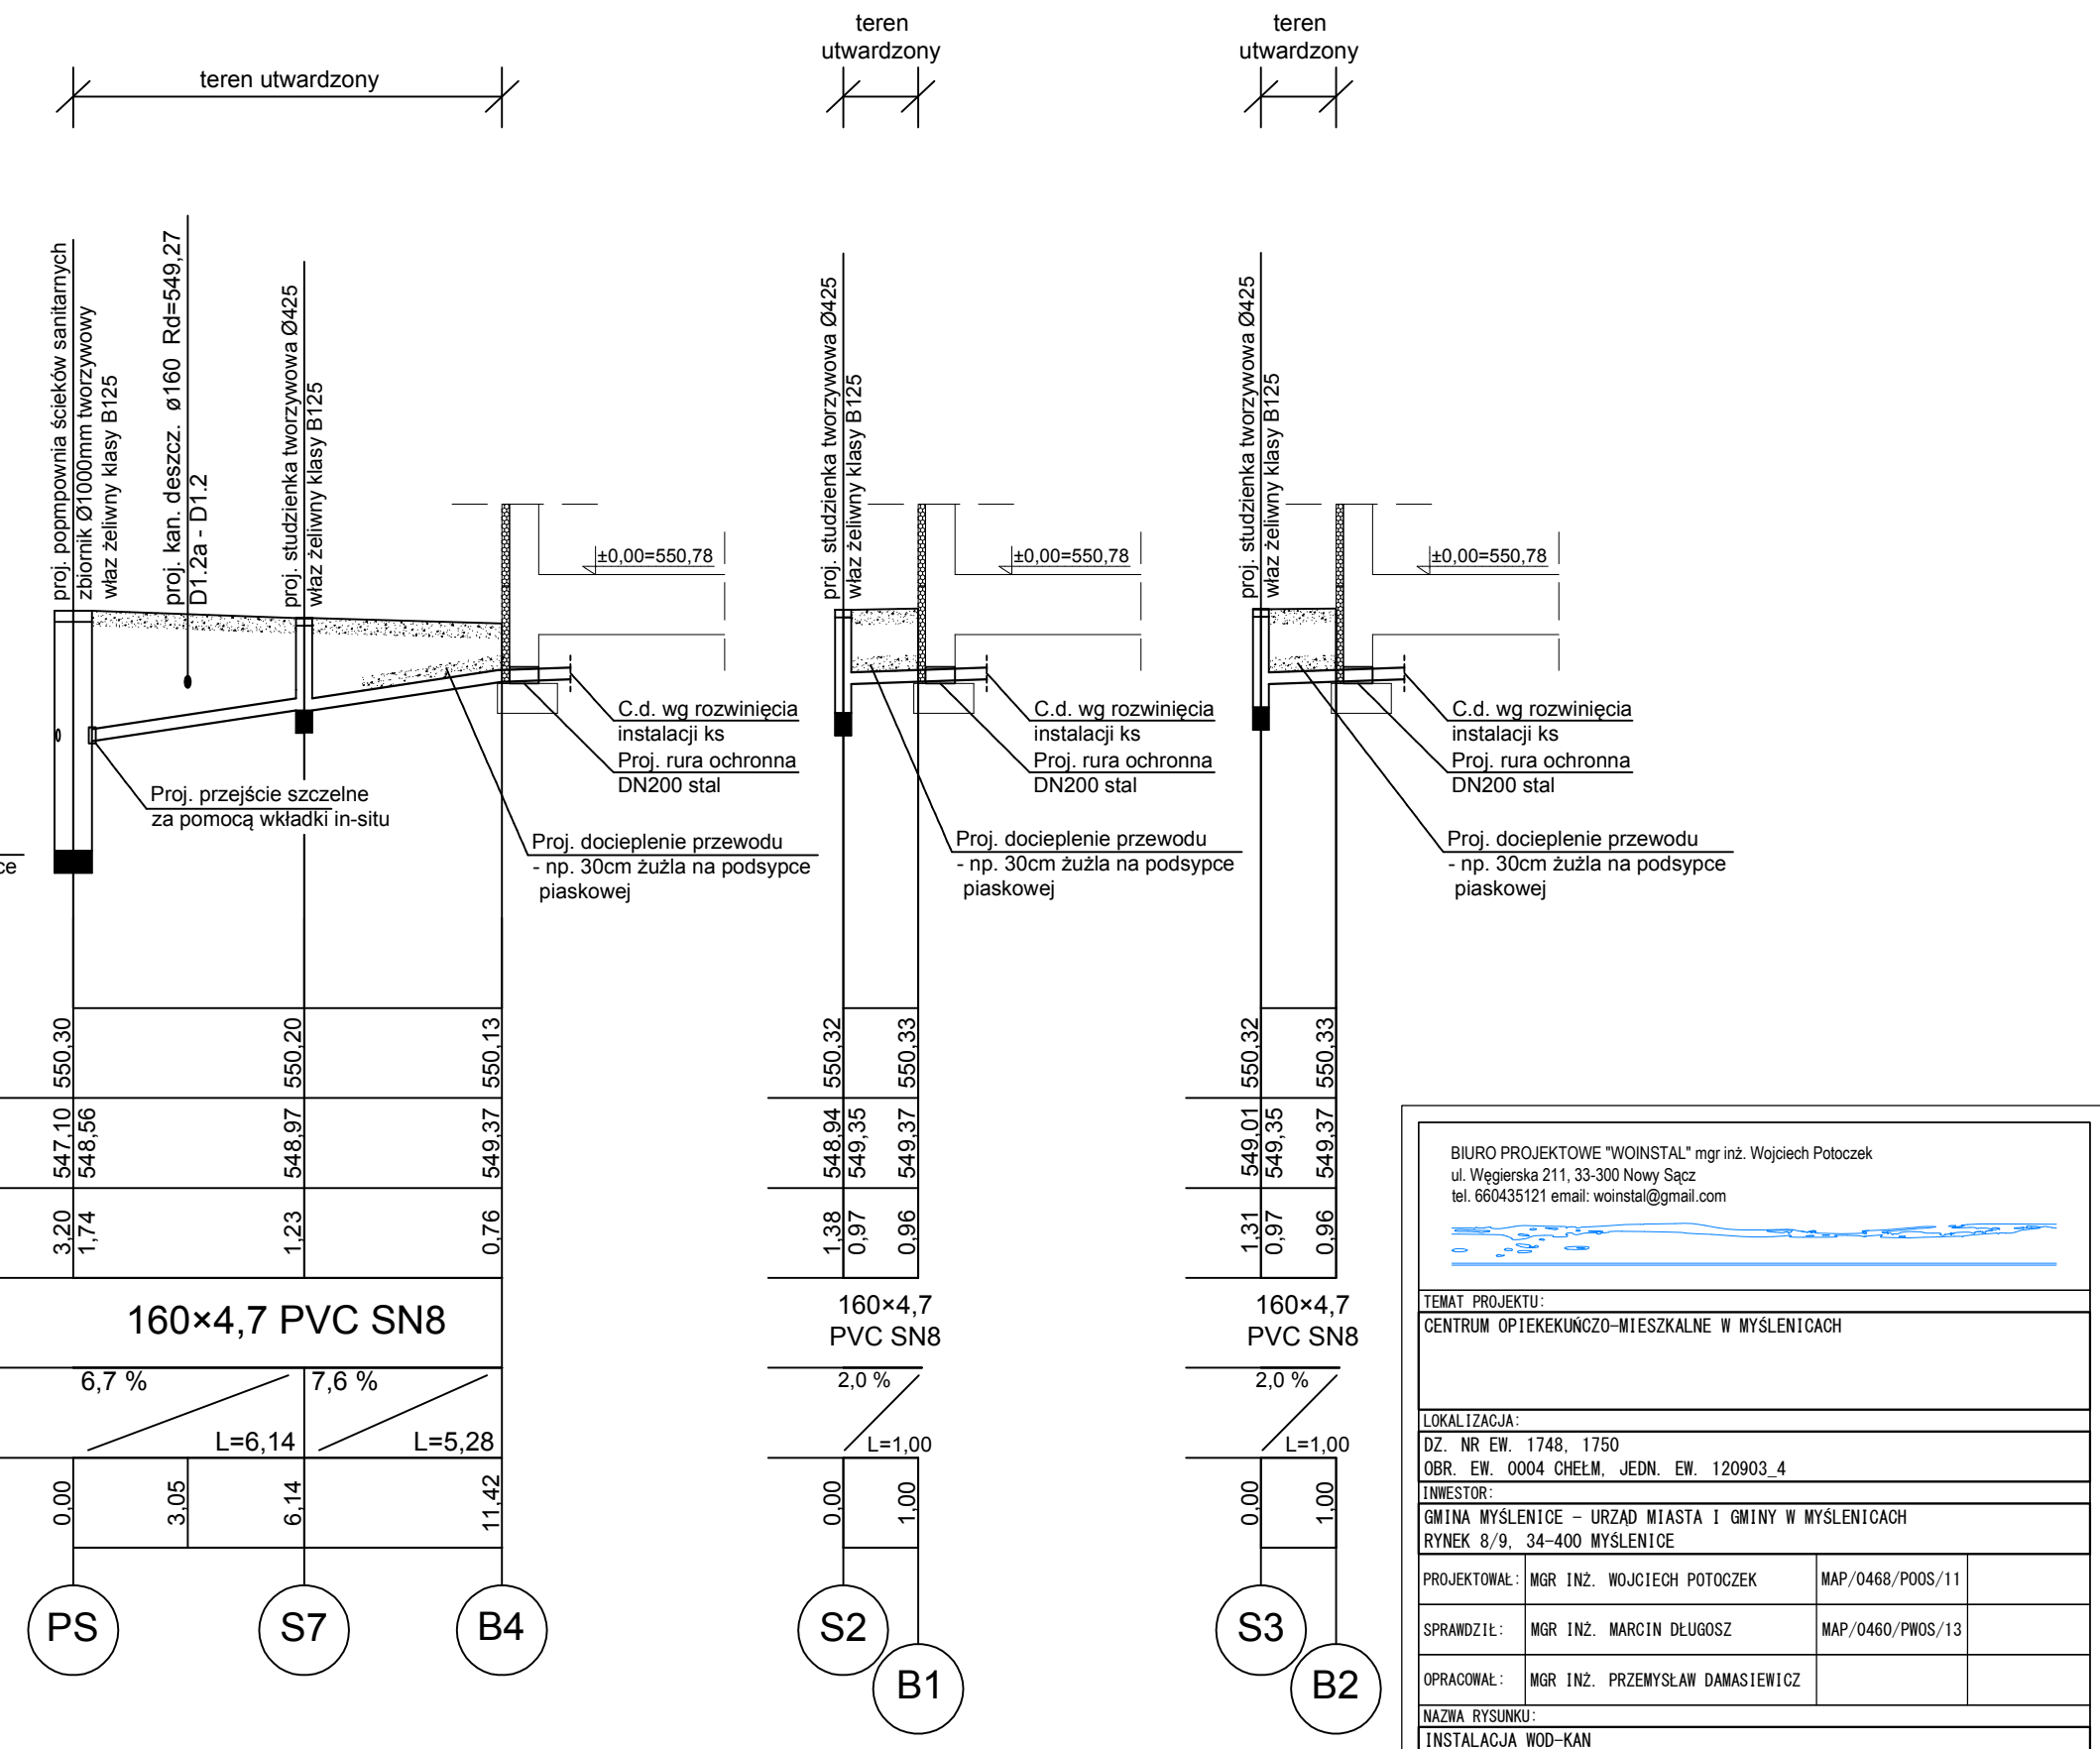 teren utwardzony
teren
utwardzony
teren
utwardzony
proj. popmpownia ścieków sanitarnych
zbiornik Ø1000mm tworzywowy
właz żeliwny klasy B125
proj. kan. deszcz. ø160 Rd=549,27
D1.2a - D1.2
proj. studzienka tworzywowa Ø425
właz żeliwny klasy B125
±0,00=550,78
C.d. wg rozwinięcia
instalacji ks
Proj. rura ochronna
DN200 stal
Proj. przejście szczelne
za pomocą wkładki in-situ
Proj. docieplenie przewodu
- np. 30cm żużla na podsypce
piaskowej
ce
proj. studzienka tworzywowa Ø425
właz żeliwny klasy B125
±0,00=550,78
C.d. wg rozwinięcia
instalacji ks
Proj. rura ochronna
DN200 stal
Proj. docieplenie przewodu
- np. 30cm żużla na podsypce
piaskowej
proj. studzienka tworzywowa Ø425
właz żeliwny klasy B125
±0,00=550,78
C.d. wg rozwinięcia
instalacji ks
Proj. rura ochronna
DN200 stal
Proj. docieplenie przewodu
- np. 30cm żużla na podsypce
piaskowej
550,30 550,20 550,13 550,32 550,33 550,32 550,33
547,10 548,56 548,97 549,37 548,94 549,35 549,37 549,01 549,35 549,37
3,20 1,74 1,23 0,76 1,38 0,97 0,96 1,31 0,97 0,96
160×4,7 PVC SN8
160×4,7
PVC SN8
160×4,7
PVC SN8
6,7 % 7,6 % 2,0 % 2,0 %
L=6,14 L=5,28 L=1,00 L=1,00
0,00 3,05 6,14 11,42 0,00 1,00 0,00 1,00
PS S7 B4 S2 S3
B1 B2
BIURO PROJEKTOWE "WOINSTAL" mgr inż. Wojciech Potoczek
ul. Węgierska 211, 33-300 Nowy Sącz
tel. 660435121 email: woinstal@gmail.com
TEMAT PROJEKTU:
CENTRUM OPIEKEKUŃCZO-MIESZKALNE W MYŚLENICACH
LOKALIZACJA:
DZ. NR EW. 1748, 1750
OBR. EW. 0004 CHEŁM, JEDN. EW. 120903_4
INWESTOR:
GMINA MYŚLENICE - URZĄD MIASTA I GMINY W MYŚLENICACH
RYNEK 8/9, 34-400 MYŚLENICE
PROJEKTOWAŁ: MGR INŻ. WOJCIECH POTOCZEK MAP/0468/POOS/11
SPRAWDZIŁ: MGR INŻ. MARCIN DŁUGOSZ MAP/0460/PWOS/13
OPRACOWAŁ: MGR INŻ. PRZEMYSŁAW DAMASIEWICZ
NAZWA RYSUNKU:
INSTALACJA WOD-KAN